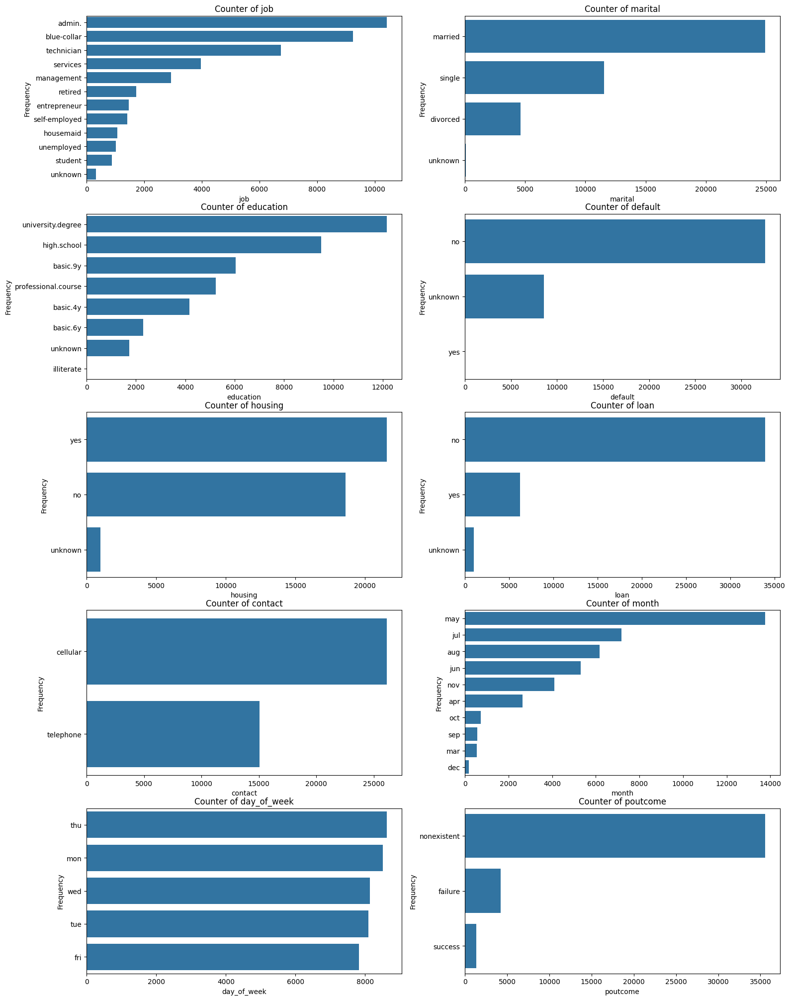 Counter of job
admin.
blue-collar
technician
services
management
retired
entrepreneur
self-employed
housemaid
unemployed
student
unknown
Frequency
0 2000 4000 6000 8000 10000
job
Counter of marital
married
single
divorced
unknown
Frequency
0 5000 10000 15000 20000 25000
marital
Counter of education
university.degree
high.school
basic.9y
professional.course
basic.4y
basic.6y
unknown
illiterate
Frequency
0 2000 4000 6000 8000 10000 12000
education
Counter of default
no
unknown
yes
Frequency
0 5000 10000 15000 20000 25000 30000
default
Counter of housing
yes
no
unknown
Frequency
0 5000 10000 15000 20000
housing
Counter of loan
no
yes
unknown
Frequency
0 5000 10000 15000 20000 25000 30000 35000
loan
Counter of contact
cellular
telephone
Frequency
0 5000 10000 15000 20000 25000
contact
Counter of month
may
jul
aug
jun
nov
apr
oct
sep
mar
dec
Frequency
0 2000 4000 6000 8000 10000 12000 14000
month
Counter of day_of_week
thu
mon
wed
tue
fri
Frequency
0 2000 4000 6000 8000
day_of_week
Counter of poutcome
nonexistent
failure
success
Frequency
0 5000 10000 15000 20000 25000 30000 35000
poutcome